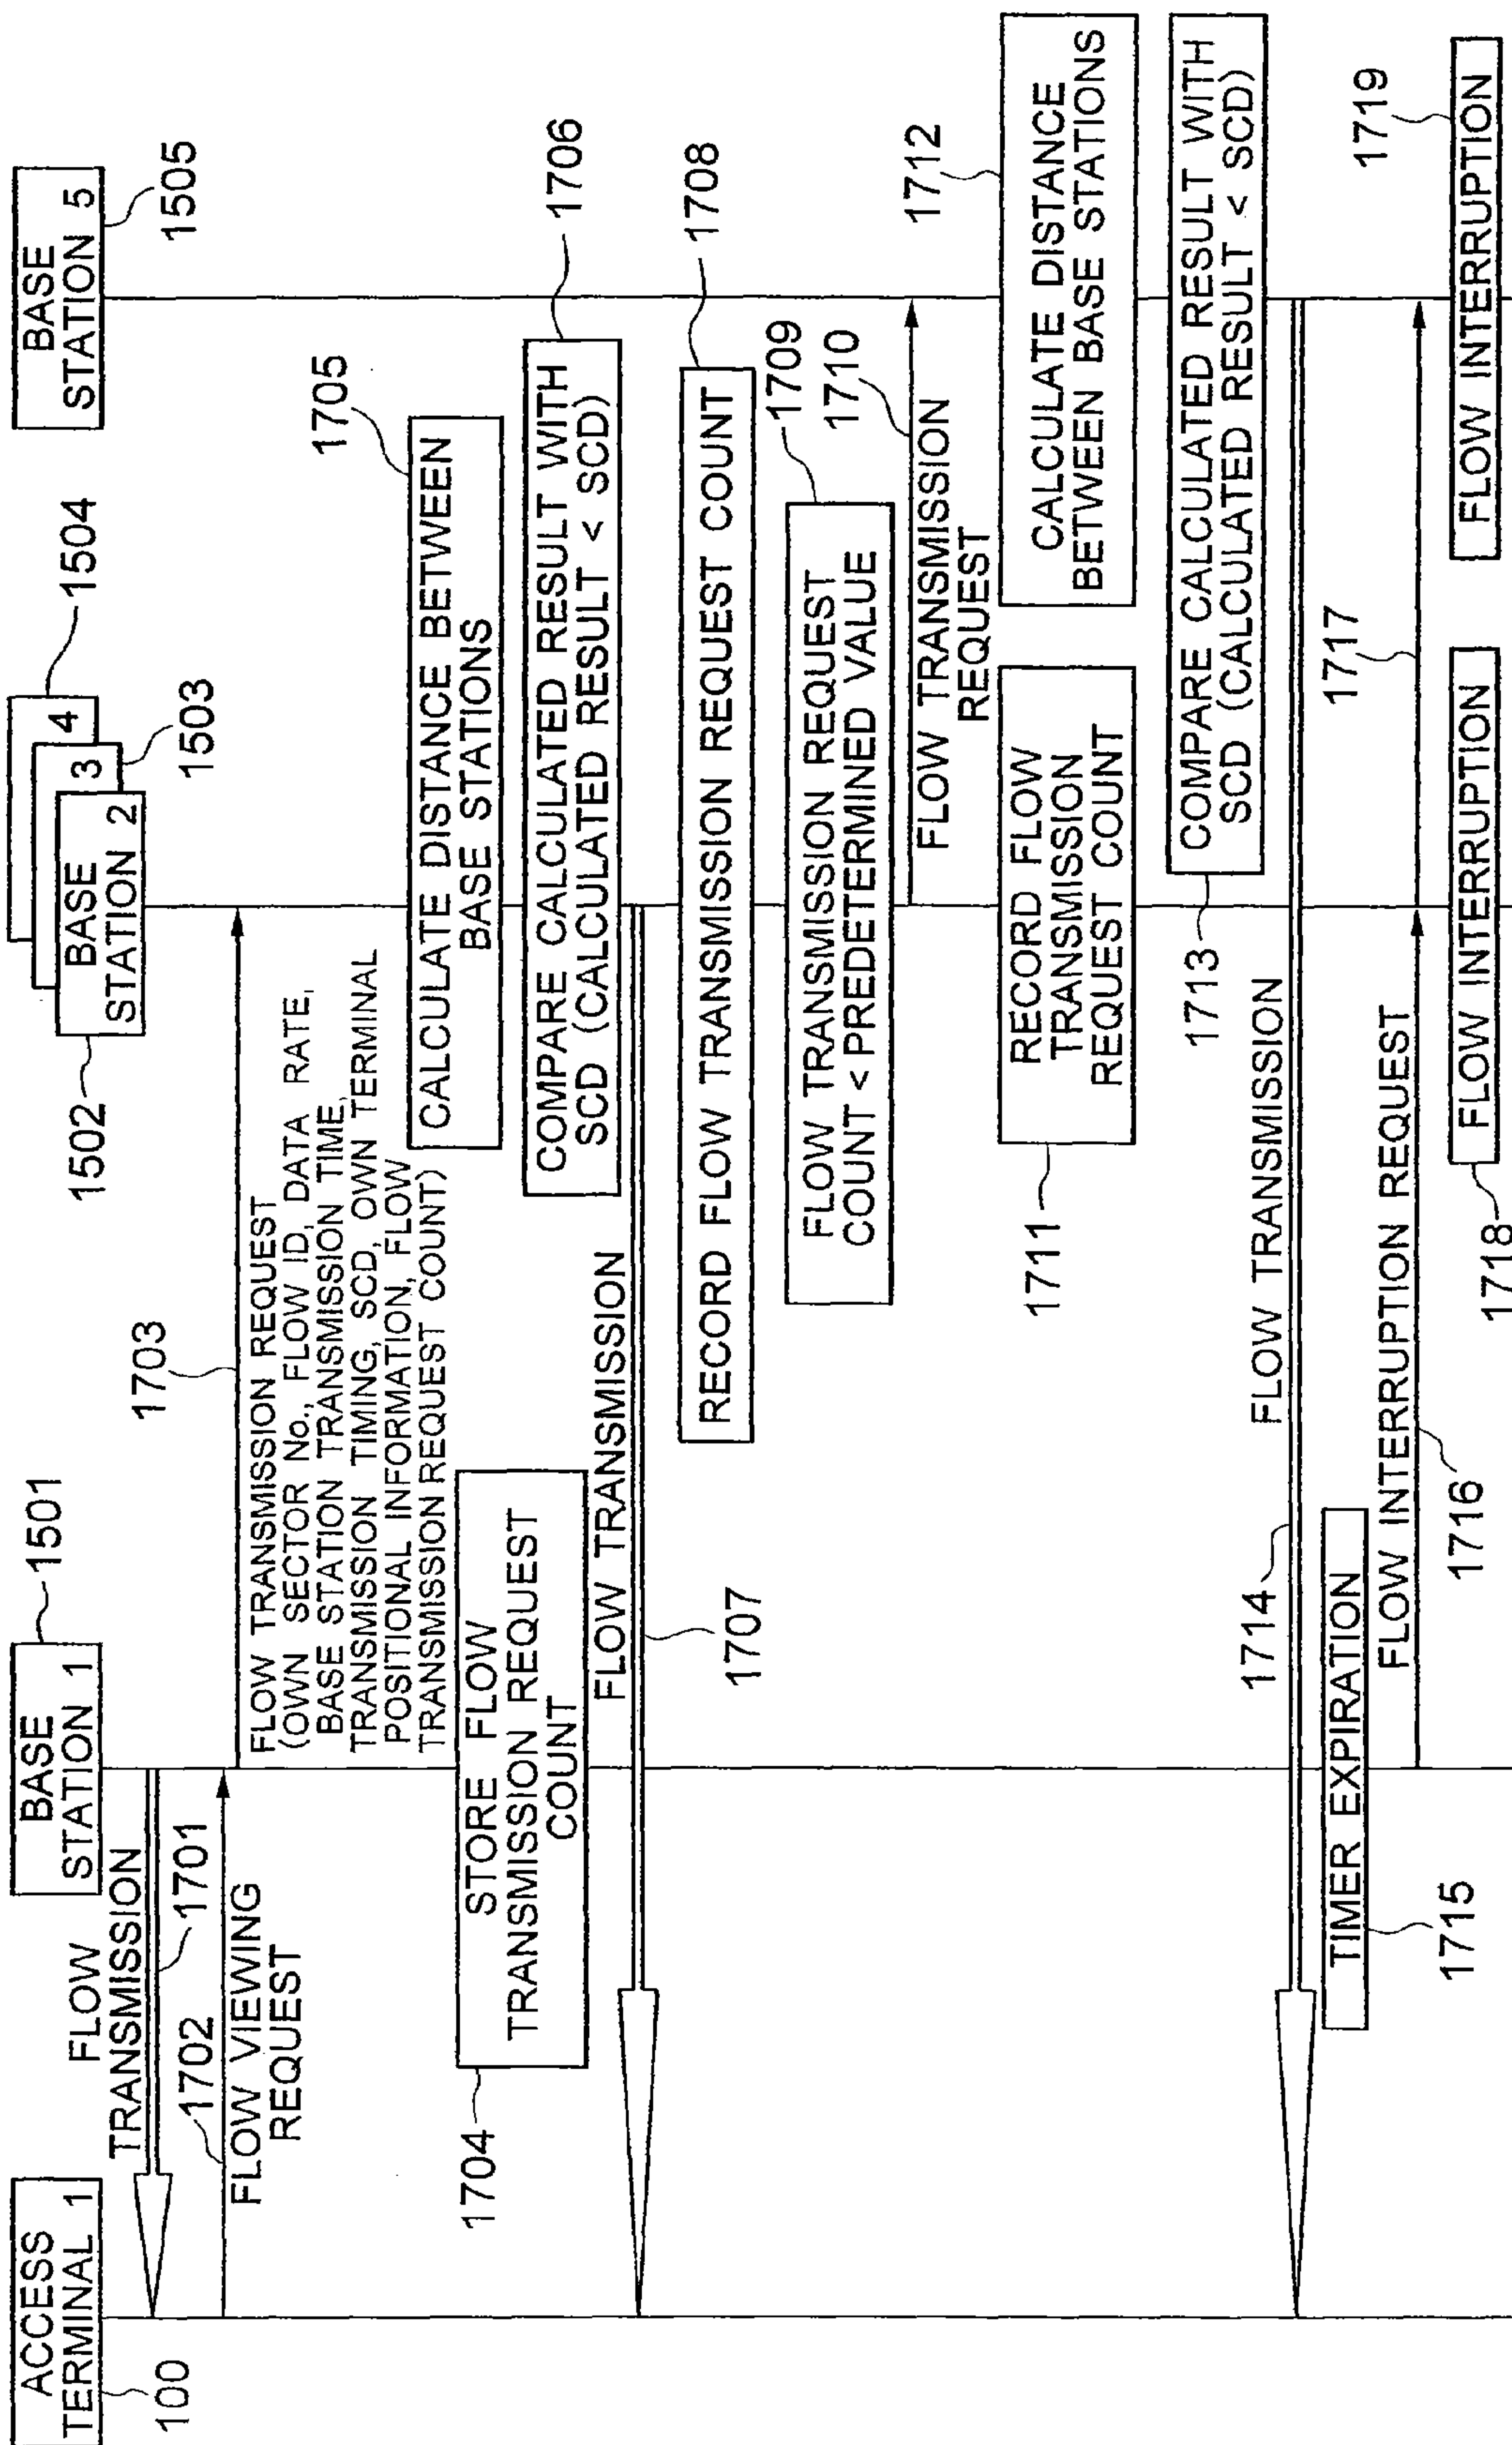 ACCESS
TERMINAL 1
100
BASE
STATION 1
1501
BASE
STATION 2
1502
3
1503
4
1504
BASE
STATION 5
1505
FLOW
TRANSMISSION
1701
1702
FLOW VIEWING
REQUEST
1703
FLOW TRANSMISSION REQUEST
(OWN SECTOR No., FLOW ID, DATA RATE,
BASE STATION TRANSMISSION TIME,
TRANSMISSION TIMING, SCD, OWN TERMINAL
POSITIONAL INFORMATION, FLOW
TRANSMISSION REQUEST COUNT)
STORE FLOW
TRANSMISSION REQUEST
COUNT
1704
CALCULATE DISTANCE BETWEEN
BASE STATIONS
1705
COMPARE CALCULATED RESULT WITH
SCD (CALCULATED RESULT < SCD)
1706
FLOW TRANSMISSION
1707
RECORD FLOW TRANSMISSION REQUEST COUNT
1708
FLOW TRANSMISSION REQUEST
COUNT < PREDETERMINED VALUE
1709
1710
FLOW TRANSMISSION
REQUEST
RECORD FLOW
TRANSMISSION
REQUEST COUNT
1711
CALCULATE DISTANCE
BETWEEN BASE STATIONS
1712
COMPARE CALCULATED RESULT WITH
SCD (CALCULATED RESULT < SCD)
1713
FLOW TRANSMISSION
1714
TIMER EXPIRATION
1715
FLOW INTERRUPTION REQUEST
1716
1717
FLOW INTERRUPTION
1718
FLOW INTERRUPTION
1719